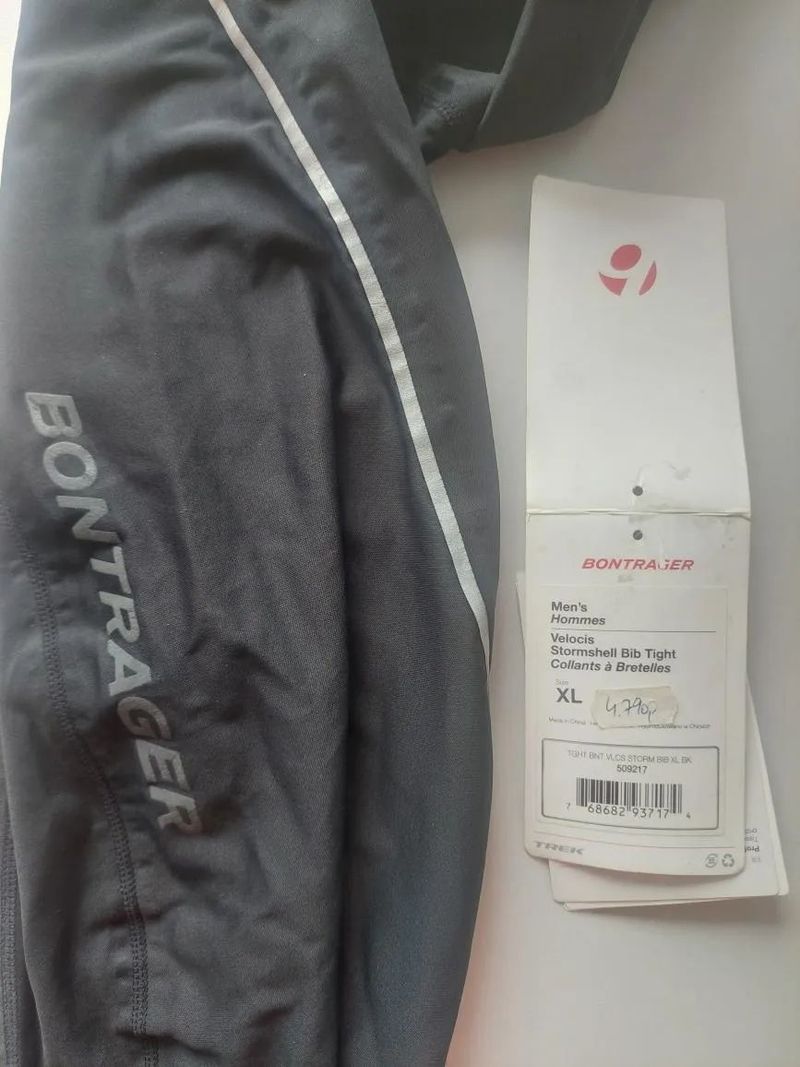 BONTRAGER
BONTRAGER
Men's
Hommes
Velocis
Stormshell Bib Tight
Collants à Bretelles
Size
XL
4.790р
Made in China
TGHT BNT VLCS STORM BIB XL BK
509217
7 68682 93717 4
TREK